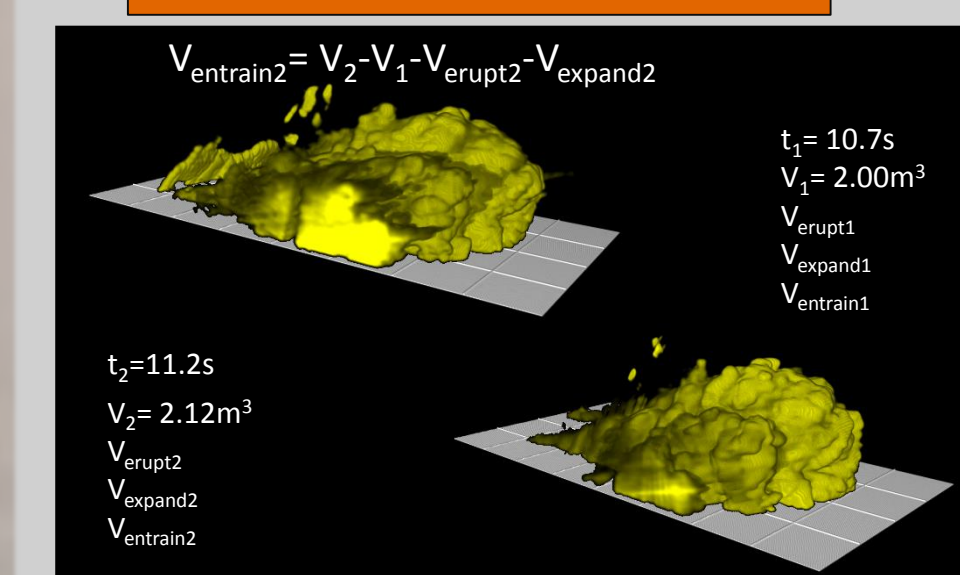 Ventrain2= V2-V1-Verupt2-Vexpand2
t1= 10.7s
V1= 2.00m3
Verupt1
Vexpand1
Ventrain1
t2=11.2s
V2= 2.12m3
Verupt2
Vexpand2
Ventrain2